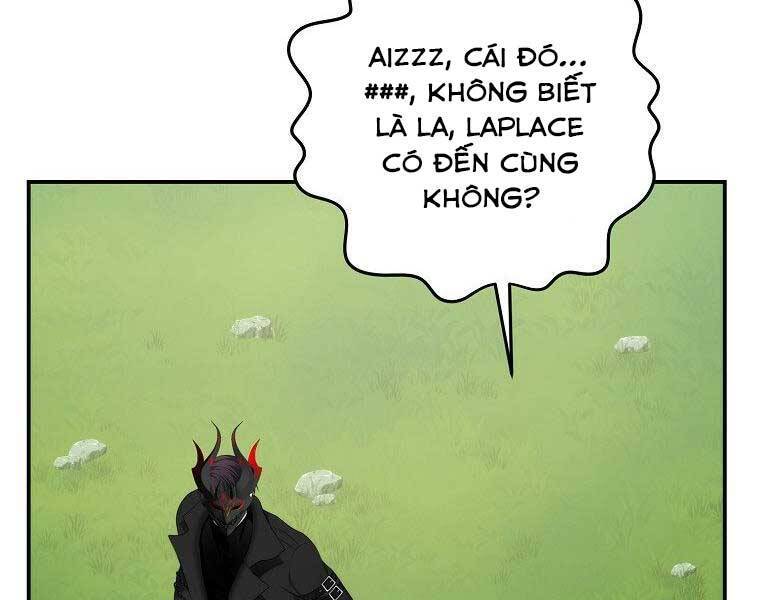 AIZZZ, CÁI ĐÓ...
###, KHÔNG BIẾT
LÀ LA, LAPLACE
CÓ ĐẾN CÙNG
KHÔNG?